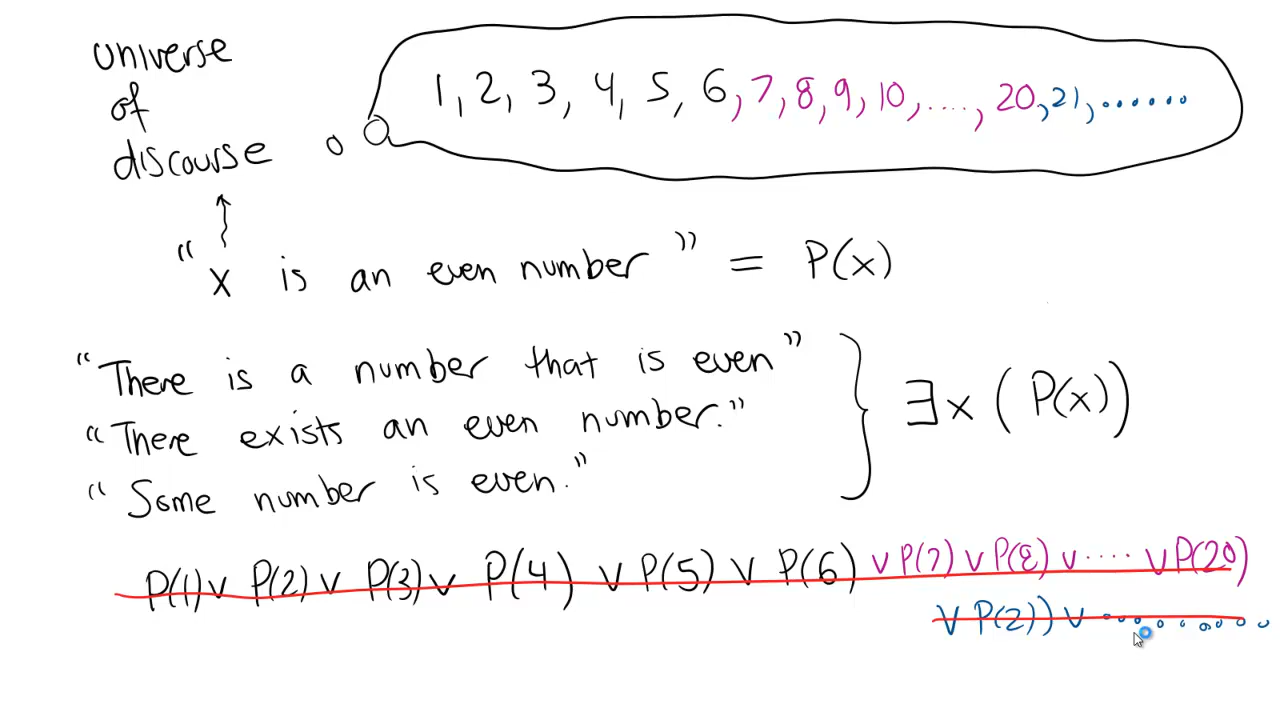 universe
of
discourse
1, 2, 3, 4, 5, 6, 7, 8, 9, 10, ...., 20, 21, ......
"x is an even number" = P(x)
"There is a number that is even"
"There exists an even number."
"Some number is even."
∃x (P(x))
P(1) ∨ P(2) ∨ P(3) ∨ P(4) ∨ P(5) ∨ P(6) ∨ P(7) ∨ P(8) ∨ .... ∨ P(20)
∨ P(21) ∨ .........